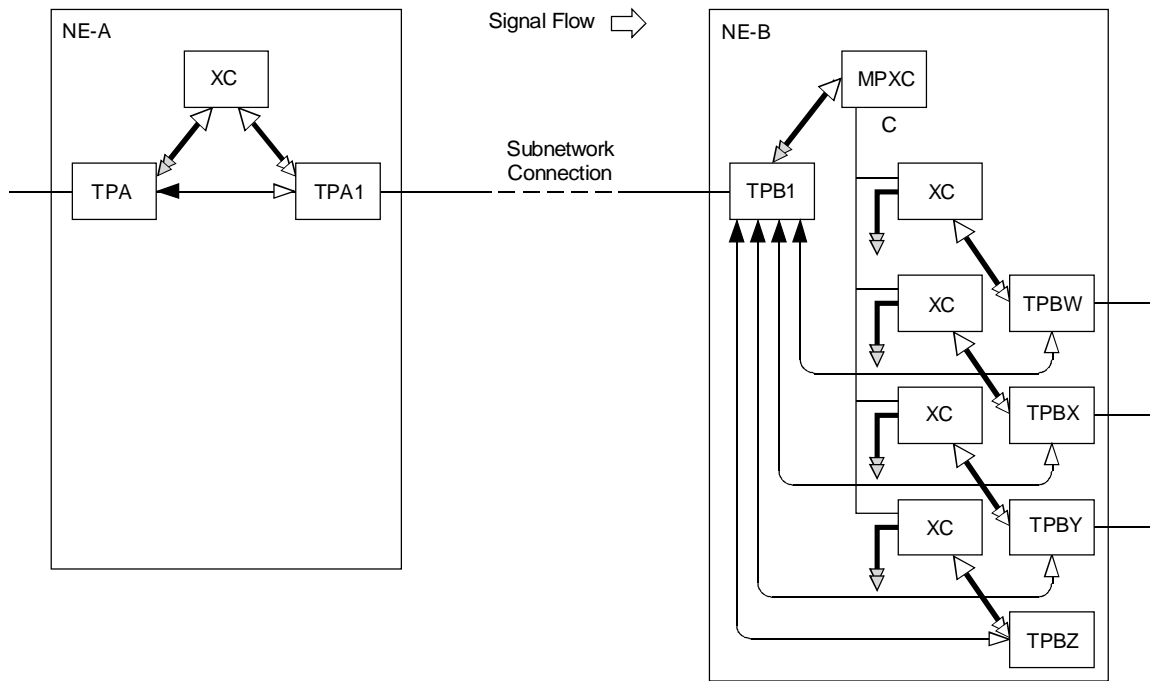 Signal Flow
NE-A
XC
TPA
TPA1
Subnetwork
Connection
NE-B
MPXC
C
TPB1
XC
XC
TPBW
XC
TPBX
XC
TPBY
TPBZ